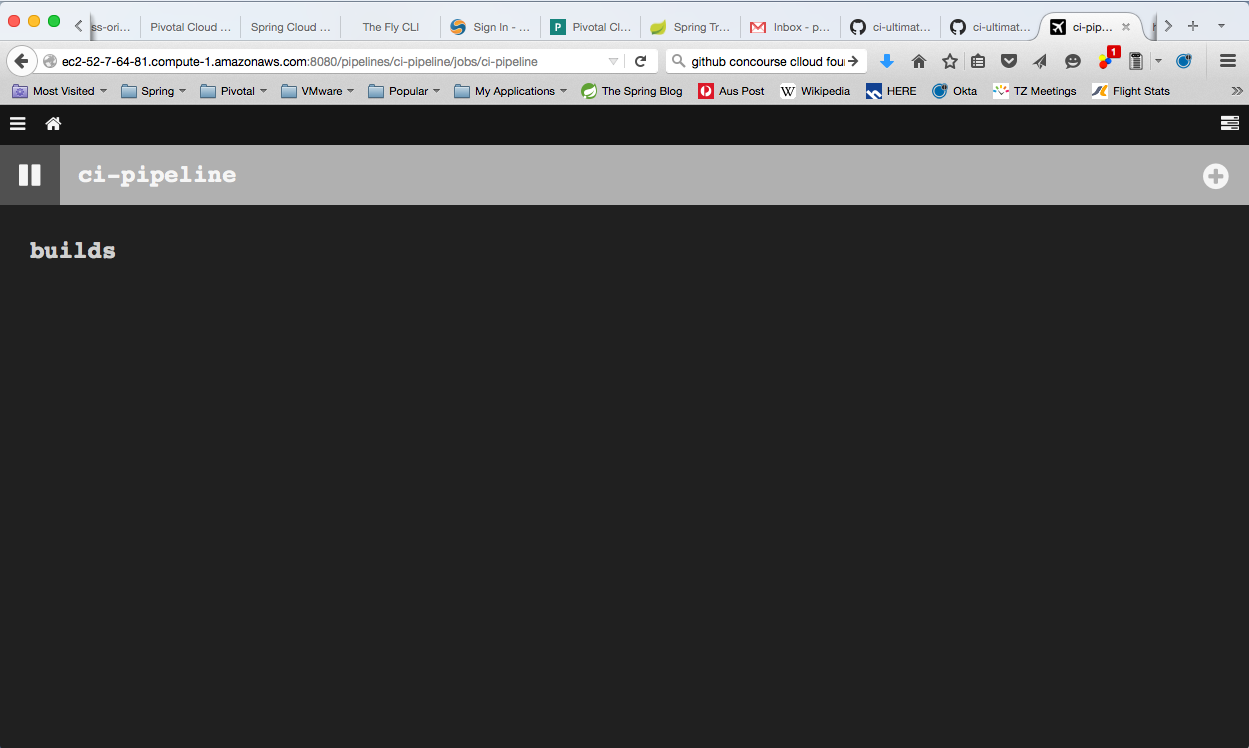 ss-ori... Pivotal Cloud ... Spring Cloud ... The Fly CLI Sign In - ... P Pivotal Cl... Spring Tr... Inbox - p... ci-ultimat... ci-ultimat... ci-pip...
ec2-52-7-64-81.compute-1.amazonaws.com:8080/pipelines/ci-pipeline/jobs/ci-pipeline github concourse clloud fou 1
Most Visited Spring Pivotal VMware Popular My Applications The Spring Blog Aus Post W Wikipedia HERE Okta TZ Meetings Flight Stats
ci-pipeline
builds